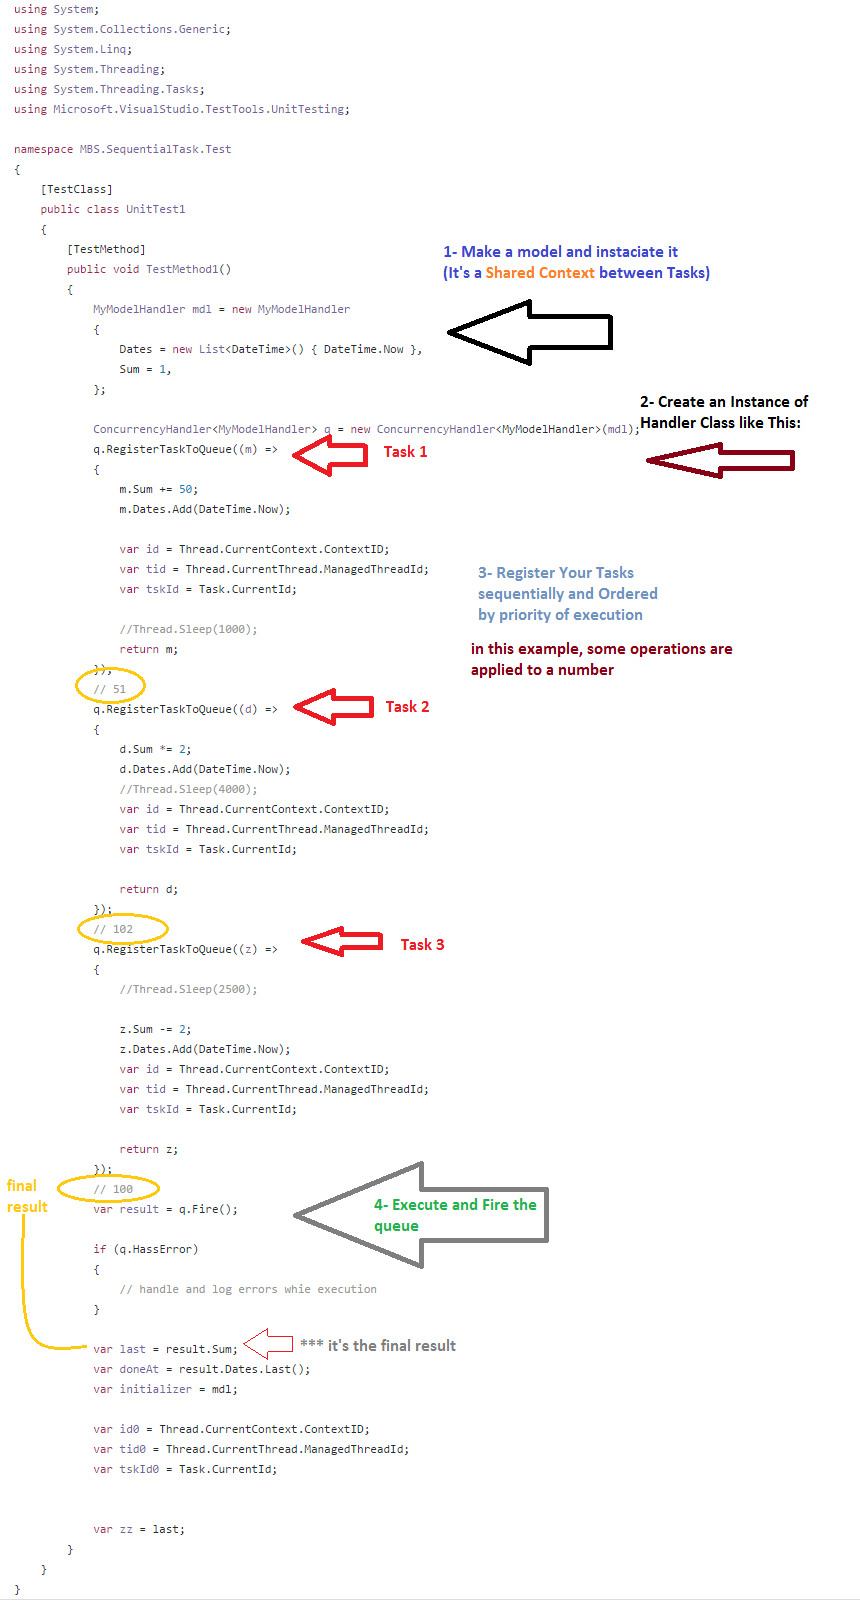 using System;
using System.Collections.Generic;
using System.Linq;
using System.Threading;
using System.Threading.Tasks;
using Microsoft.VisualStudio.TestTools.UnitTesting;
namespace MBS.SequentialTask.Test
{
[TestClass]
public class UnitTest1
{
[TestMethod]
public void TestMethod1()
{
1- Make a model and instaciate it
(It's a Shared Context between Tasks)
MyModelHandler mdl = new MyModelHandler
{
Dates = new List<DateTime>() { DateTime.Now },
Sum = 1,
};
2- Create an Instance of
Handler Class like This:
ConcurrencyHandler<MyModelHandler> q = new ConcurrencyHandler<MyModelHandler>(mdl);
q.RegisterTaskToQueue((m) =>
Task 1
{
m.Sum += 50;
m.Dates.Add(DateTime.Now);
var id = Thread.CurrentContext.ContextID;
var tid = Thread.CurrentThread.ManagedThreadId;
var tskId = Task.CurrentId;
3- Register Your Tasks
sequentially and Ordered
by priority of execution
in this example, some operations are
applied to a number
//Thread.Sleep(1000);
return m;
});
// 51
q.RegisterTaskToQueue((d) =>
Task 2
{
d.Sum *= 2;
d.Dates.Add(DateTime.Now);
//Thread.Sleep(4000);
var id = Thread.CurrentContext.ContextID;
var tid = Thread.CurrentThread.ManagedThreadId;
var tskId = Task.CurrentId;
return d;
});
// 102
q.RegisterTaskToQueue((z) =>
Task 3
{
//Thread.Sleep(2500);
z.Sum -= 2;
z.Dates.Add(DateTime.Now);
var id = Thread.CurrentContext.ContextID;
var tid = Thread.CurrentThread.ManagedThreadId;
var tskId = Task.CurrentId;
return z;
});
// 100
final
result
var result = q.Fire();
4- Execute and Fire the
queue
if (q.HassError)
{
// handle and log errors whie execution
}
var last = result.Sum;
*** it's the final result
var doneAt = result.Dates.Last();
var initializer = mdl;
var id0 = Thread.CurrentContext.ContextID;
var tid0 = Thread.CurrentThread.ManagedThreadId;
var tskId0 = Task.CurrentId;
var zz = last;
}
}
}